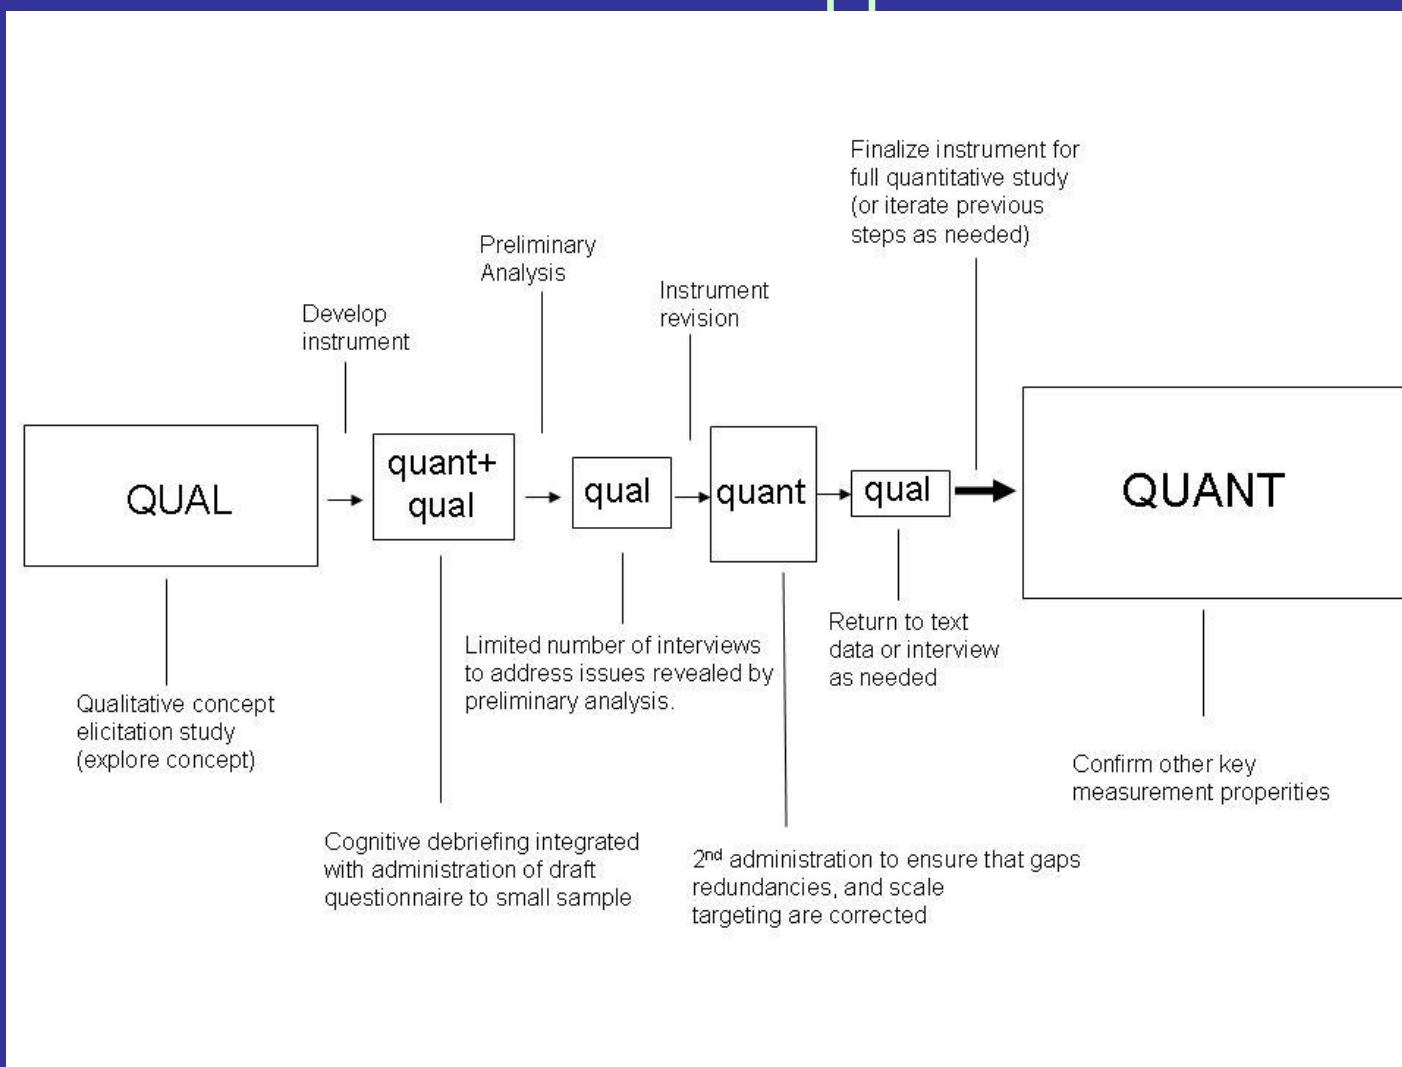 Finalize instrument for
full quantitative study
(or iterate previous
steps as needed)
Preliminary
Analysis
Instrument
revision
Develop
instrument
QUAL
quant+
qual
qual
quant
qual
QUANT
Qualitative concept
elicitation study
(explore concept)
Limited number of interviews
to address issues revealed by
preliminary analysis.
Return to text
data or interview
as needed
Confirm other key
measurement properities
Cognitive debriefing integrated
with administration of draft
questionnaire to small sample
2nd administration to ensure that gaps
redundancies, and scale
targeting are corrected